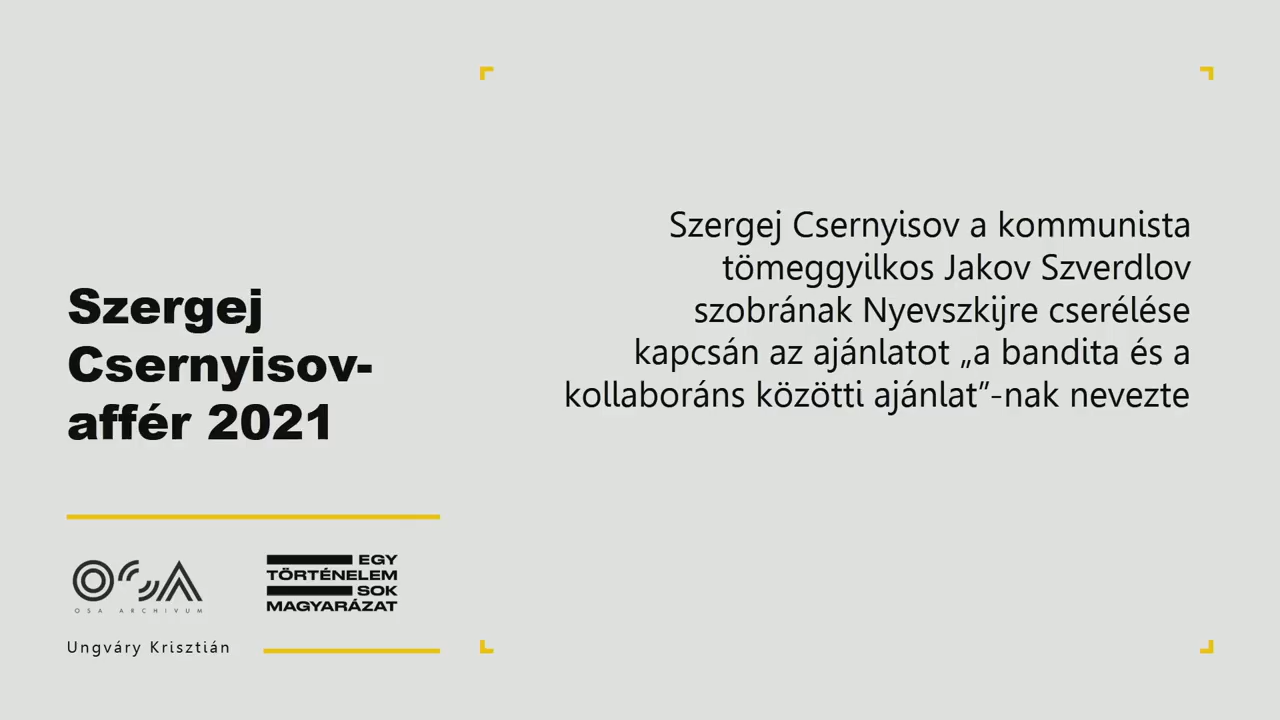 Szergej
Csernyisov-
affér 2021
Szergej Csernyisov a kommunista
tömeggyilkos Jakov Szverdlov
szobrának Nyevszkijre cserélése
kapcsán az ajánlatot „a bandita és a
kollaboráns közötti ajánlat”-nak nevezte
OSA
OSA ARCHIVUM
EGY
TÖRTÉNELEM
SOK
MAGYARÁZAT
Ungváry Krisztián